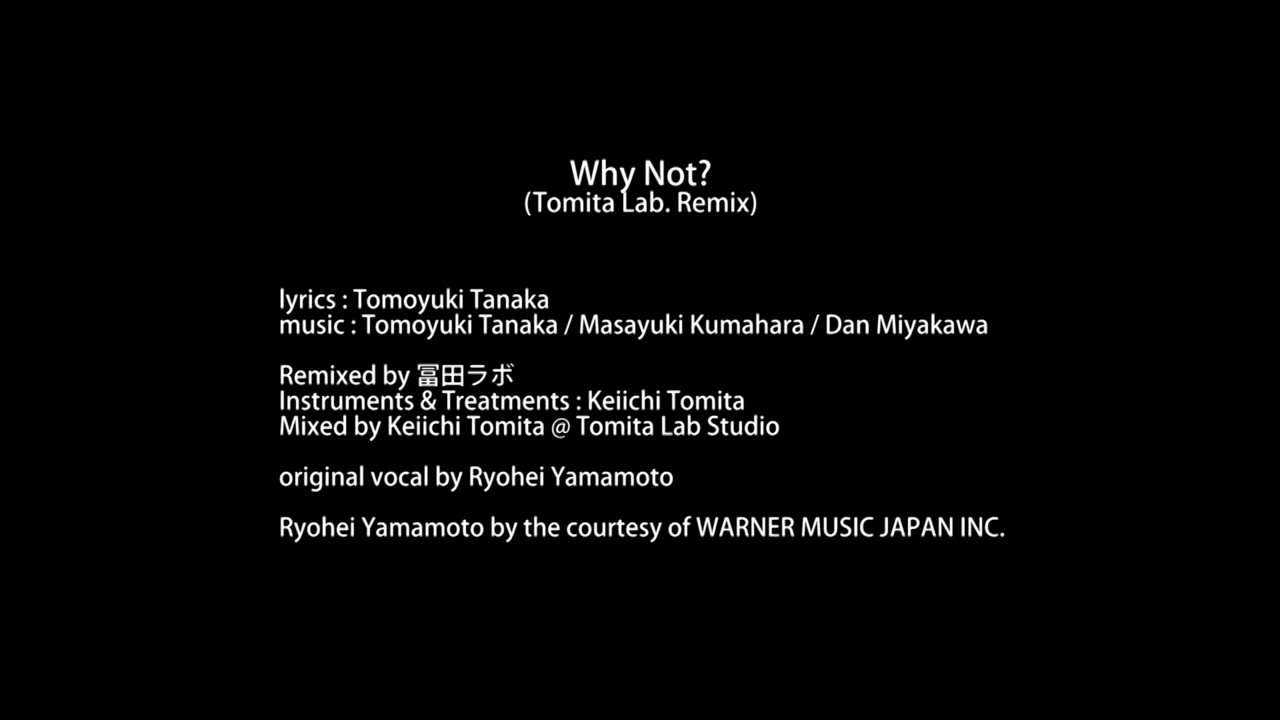 Why Not?
(Tomita Lab. Remix)
lyrics : Tomoyuki Tanaka
music : Tomoyuki Tanaka / Masayuki Kumahara / Dan Miyakawa
Remixed by 冨田ラボ
Instruments & Treatments : Keiichi Tomita
Mixed by Keiichi Tomita @ Tomita Lab Studio
original vocal by Ryohei Yamamoto
Ryohei Yamamoto by the courtesy of WARNER MUSIC JAPAN INC.